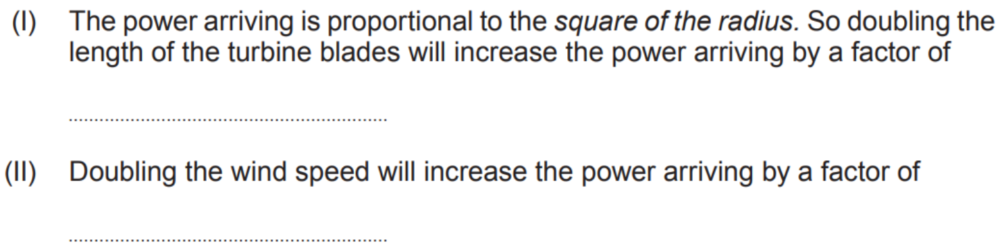 (I) The power arriving is proportional to the square of the radius. So doubling the
length of the turbine blades will increase the power arriving by a factor of
............................................................
(II) Doubling the wind speed will increase the power arriving by a factor of
............................................................